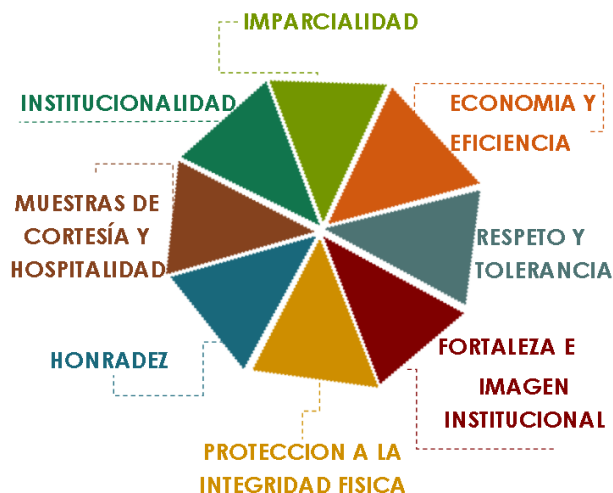 IMPARCIALIDAD
ECONOMIA Y
EFICIENCIA
RESPETO Y
TOLERANCIA
FORTALEZA E
IMAGEN
INSTITUCIONAL
PROTECCION A LA
INTEGRIDAD FISICA
HONRADEZ
MUESTRAS DE
CORTESÍA Y
HOSPITALIDAD
INSTITUCIONALIDAD